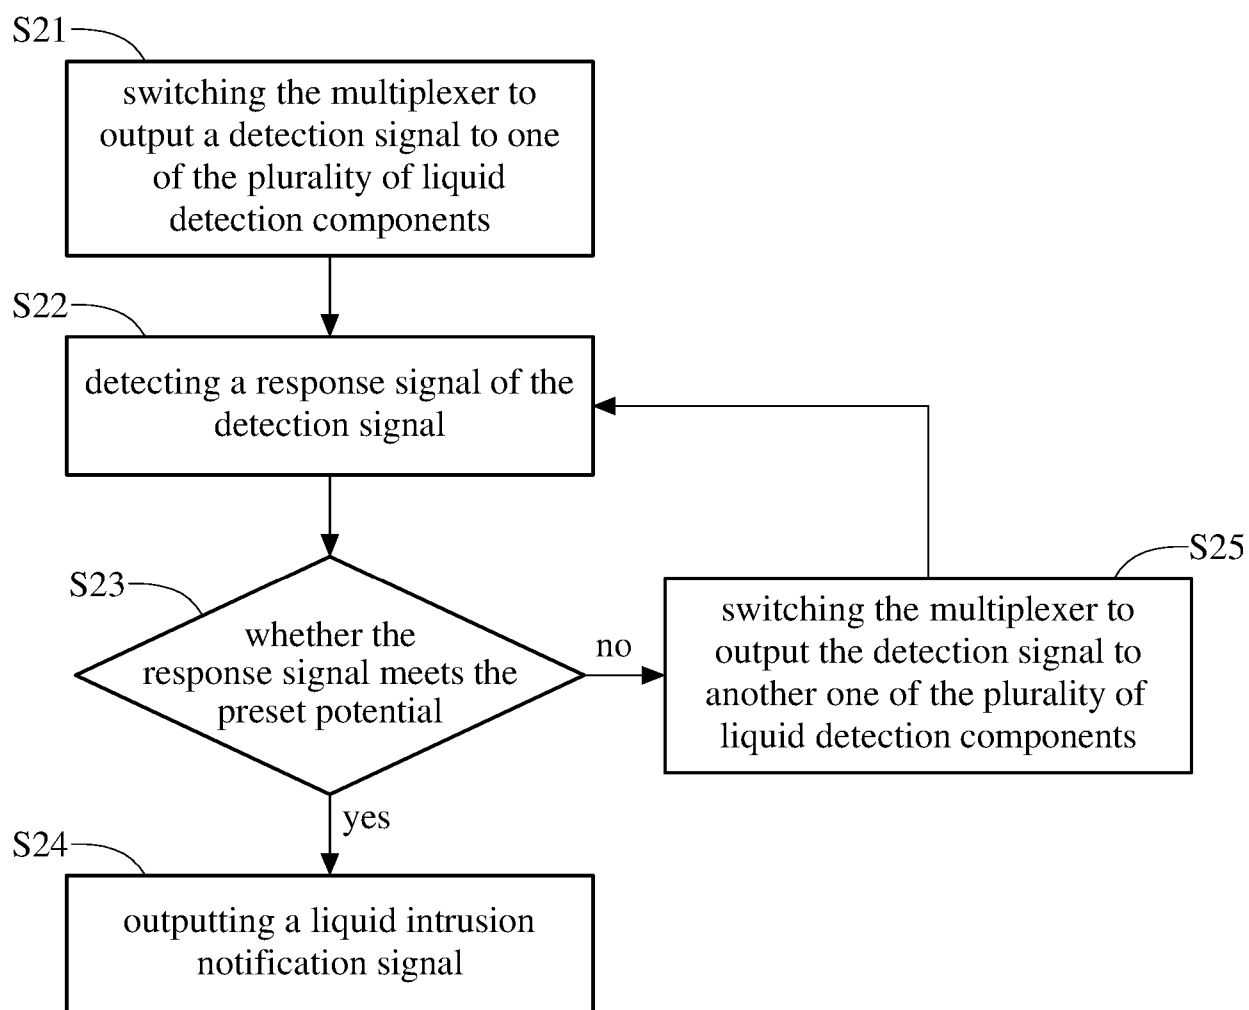 S21
switching the multiplexer to
output a detection signal to one
of the plurality of liquid
detection components
S22
detecting a response signal of the
detection signal
S23
whether the
response signal meets the
preset potential
no
S25
switching the multiplexer to
output the detection signal to
another one of the plurality of
liquid detection components
yes
S24
outputting a liquid intrusion
notification signal